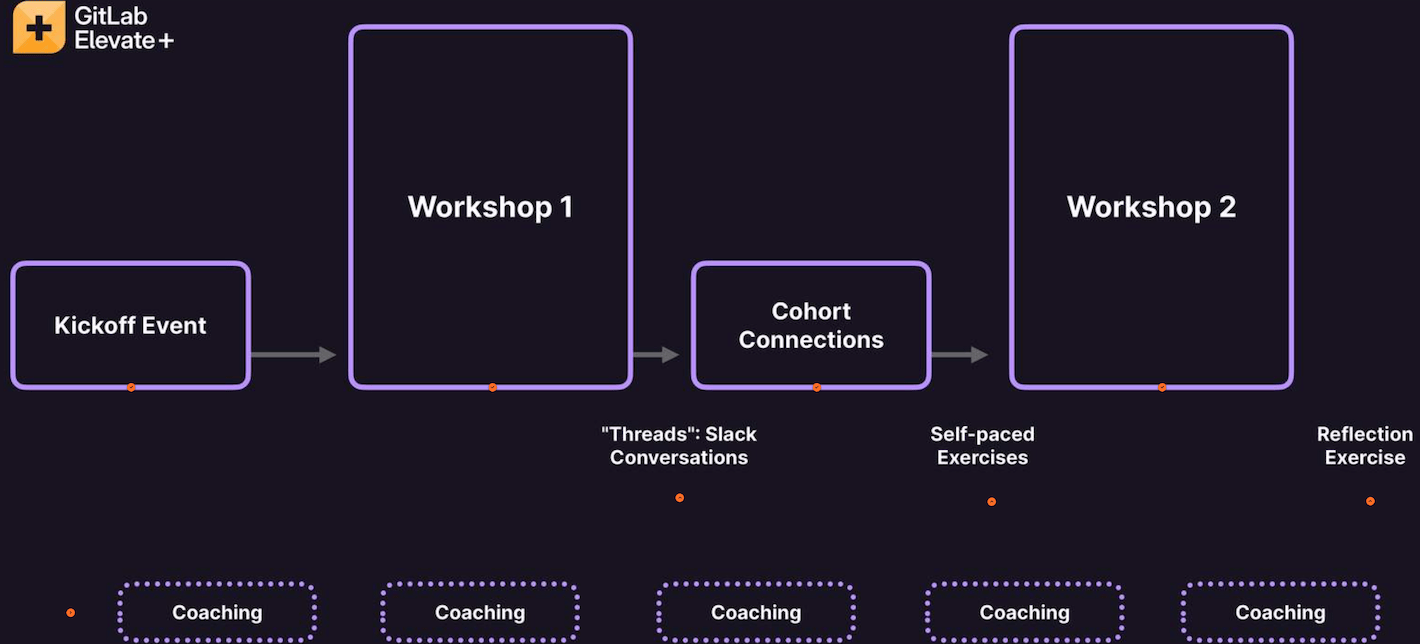 GitLab
Elevate+
Workshop 1
Workshop 2
Kickoff Event
Cohort
Connections
"Threads": Slack
Conversations
Self-paced
Exercises
Reflection
Exercise
Coaching
Coaching
Coaching
Coaching
Coaching